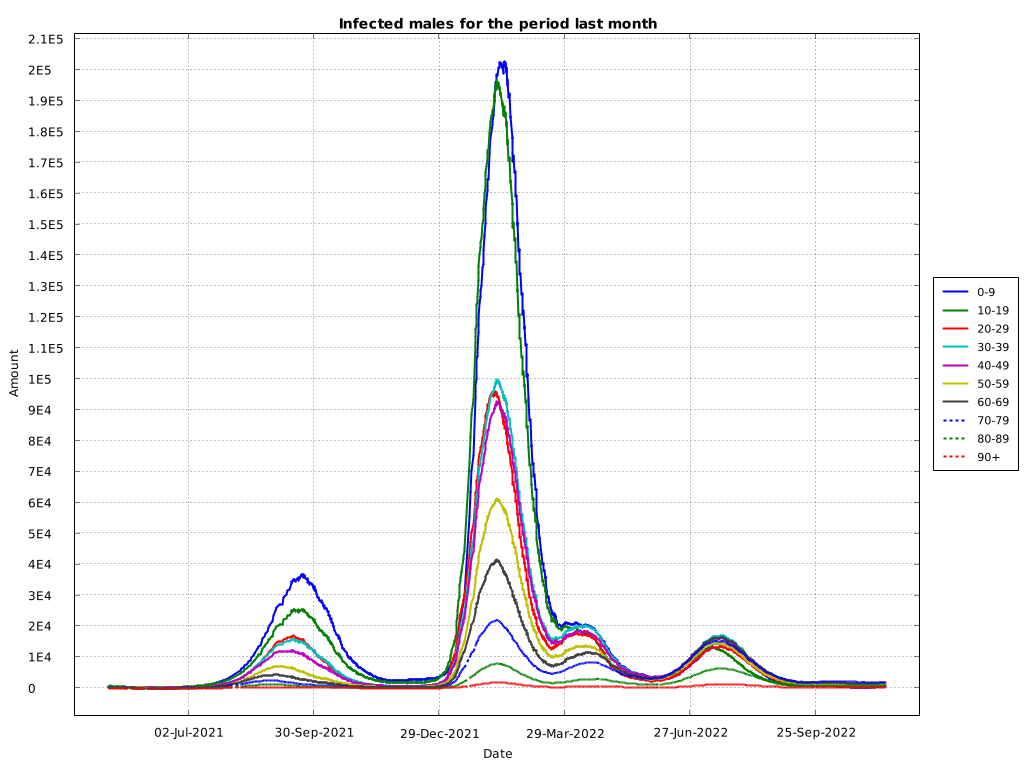 Infected males for the period last month
2.1E5
2E5
1.9E5
1.8E5
1.7E5
1.6E5
1.5E5
1.4E5
1.3E5
1.2E5
1.1E5
1E5
9E4
8E4
7E4
6E4
5E4
4E4
3E4
2E4
1E4
0
Amount
02-Jul-2021
30-Sep-2021
29-Dec-2021
29-Mar-2022
27-Jun-2022
25-Sep-2022
Date
0-9
10-19
20-29
30-39
40-49
50-59
60-69
70-79
80-89
90+